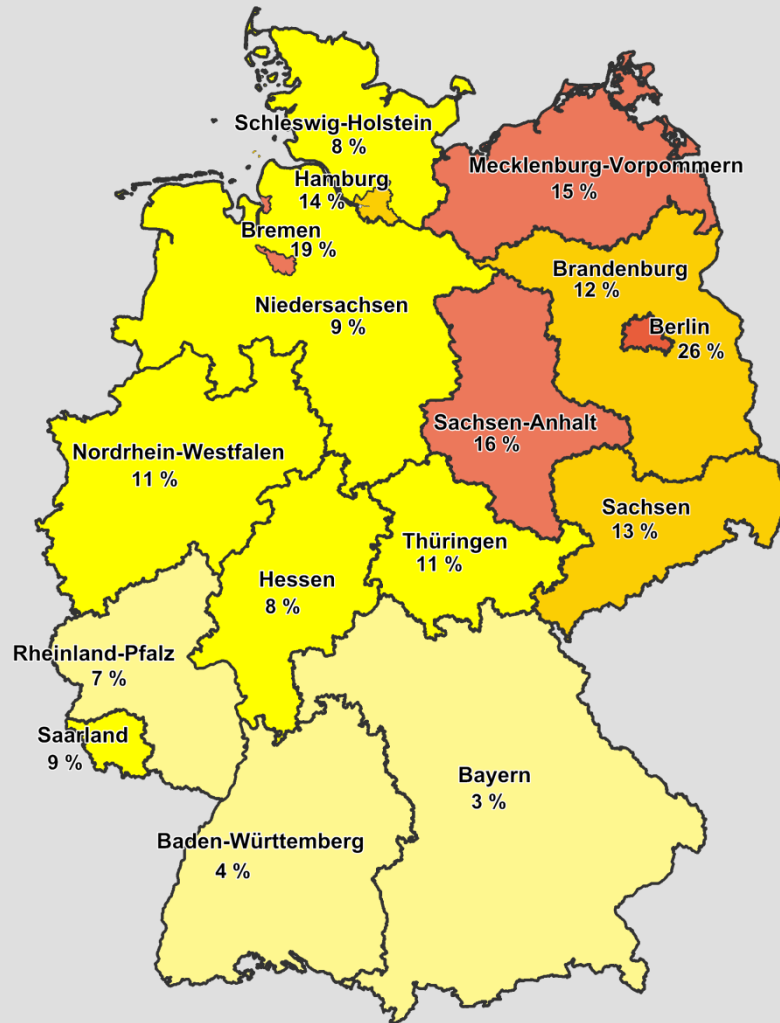 Schleswig-Holstein
8 %
Mecklenburg-Vorpommern
15 %
Hamburg
14 %
Bremen
19 %
Brandenburg
12 %
Niedersachsen
9 %
Berlin
26 %
Sachsen-Anhalt
16 %
Nordrhein-Westfalen
11 %
Sachsen
13 %
Thüringen
11 %
Hessen
8 %
Rheinland-Pfalz
7 %
Saarland
9 %
Bayern
3 %
Baden-Württemberg
4 %